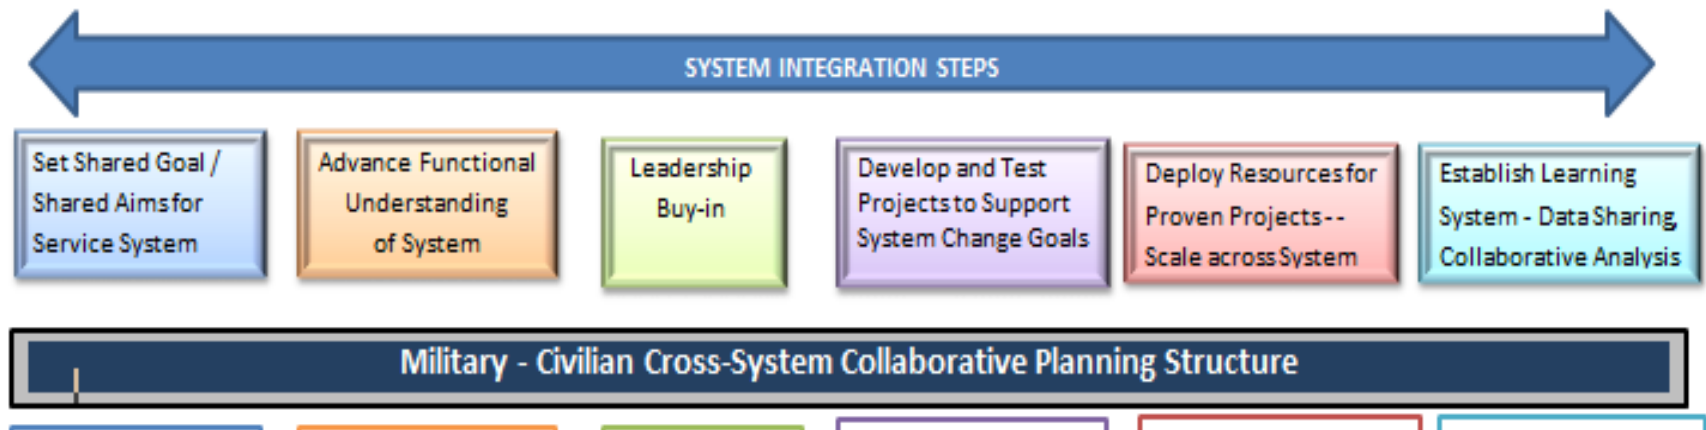 SYSTEM INTEGRATION STEPS
Set Shared Goal /
Shared Aims for
Service System
Advance Functional
Understanding
of System
Leadership
Buy-in
Develop and Test
Projects to Support
System Change Goals
Deploy Resources for
Proven Projects - -
Scale across System
Establish Learning
System - Data Sharing,
Collaborative Analysis
Military - Civilian Cross-System Collaborative Planning Structure